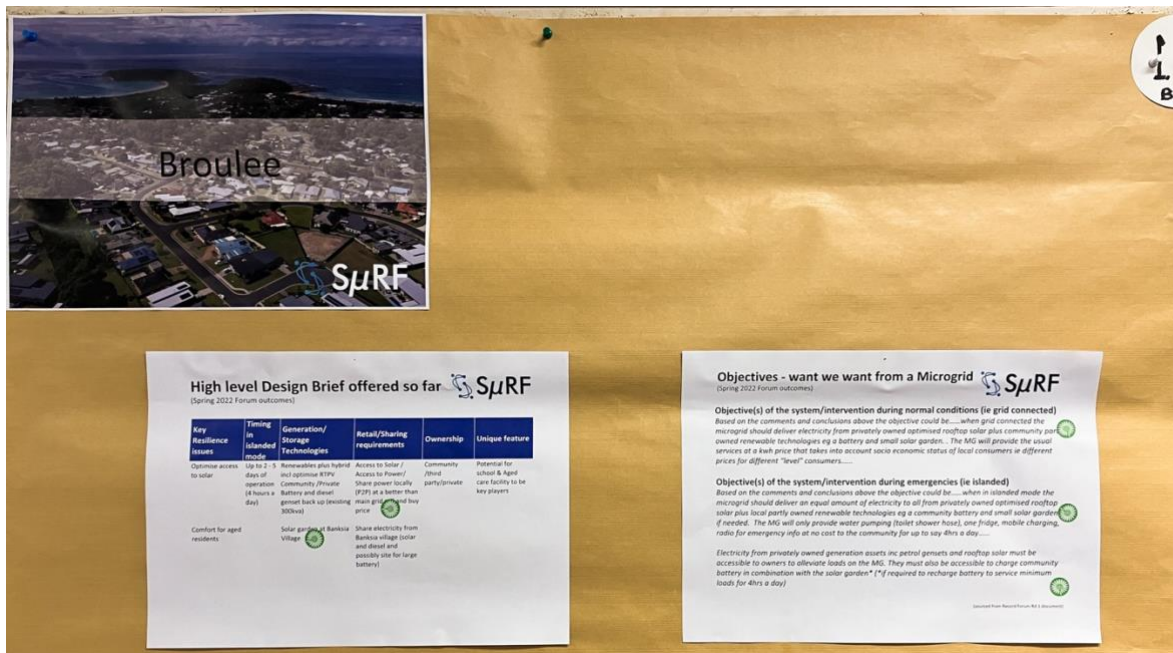 Broulee
SμRF
1
L
B
High level Design Brief offered so far
SμRF
(Spring 2022 Forum outcomes)
Key Resilience issues
Timing in islanded mode
Generation/ Storage Technologies
Retail/Sharing requirements
Ownership
Unique feature
Optimise access to solar
Up to 2 - 5 days of operation (4 hours a day)
Renewables plus hybrid incl optimise RTPV Community /Private Battery and diesel genset back up (existing 300kva)
Access to Solar / Access to Power/ Share power locally (P2P) at a better than main grid and buy price
Community /third party/private
Potential for school & Aged care facility to be key players
Comfort for aged residents
Solar garden at Banksia Village
Share electricity from Banksia village (solar and diesel and possibly site for large battery)
Objectives - want we want from a Microgrid
SμRF
(Spring 2022 Forum outcomes)
Objective(s) of the system/intervention during normal conditions (ie grid connected)
Based on the comments and conclusions above the objective could be.....when grid connected the
microgrid should deliver electricity from privately owned optimised rooftop solar plus community part
owned renewable technologies eg a battery and small solar garden. . The MG will provide the usual
services at a kwh price that takes into account socio economic status of local consumers ie different
prices for different "level" consumers......
Objective(s) of the system/intervention during emergencies (ie islanded)
Based on the comments and conclusions above the objective could be.....when in islanded mode the
microgrid should deliver an equal amount of electricity to all from privately owned optimised rooftop
solar plus local partly owned renewable technologies eg a community battery and small solar garden
if needed. The MG will only provide water pumping (toilet shower hose), one fridge, mobile charging,
radio for emergency info at no cost to the community for up to say 4hrs a day.....
Electricity from privately owned generation assets inc petrol gensets and rooftop solar must be
accessible to owners to alleviate loads on the MG. They must also be accessible to charge community
battery in combination with the solar garden* (*if required to recharge battery to service minimum
loads for 4hrs a day)